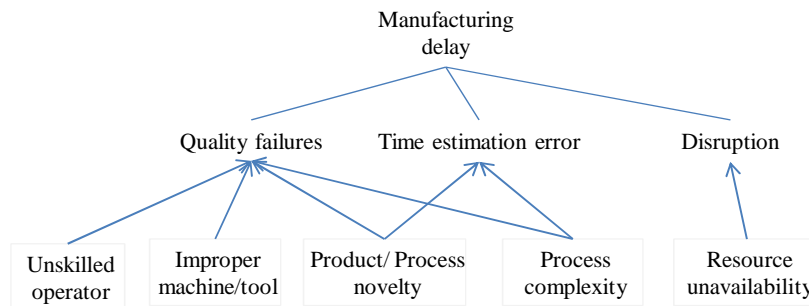 Manufacturing
delay
Quality failures
Time estimation error
Disruption
Unskilled
operator
Improper
machine/tool
Product/ Process
novelty
Process
complexity
Resource
unavailability